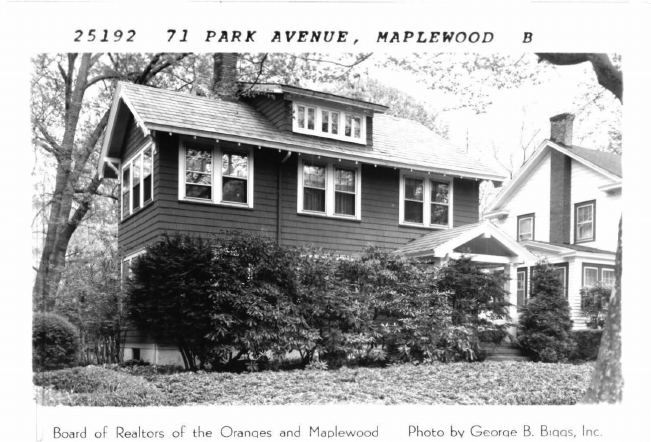 25192 71 PARK AVENUE, MAPLEWOOD B
Board of Realtors of the Oranges and Maplewood Photo by George B. Biggs, Inc.